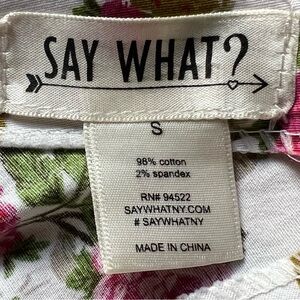 SAY WHAT?
S
98% cotton
2% spandex
RN# 94522
SAYWHATNY.COM
# SAYWHATNY
MADE IN CHINA